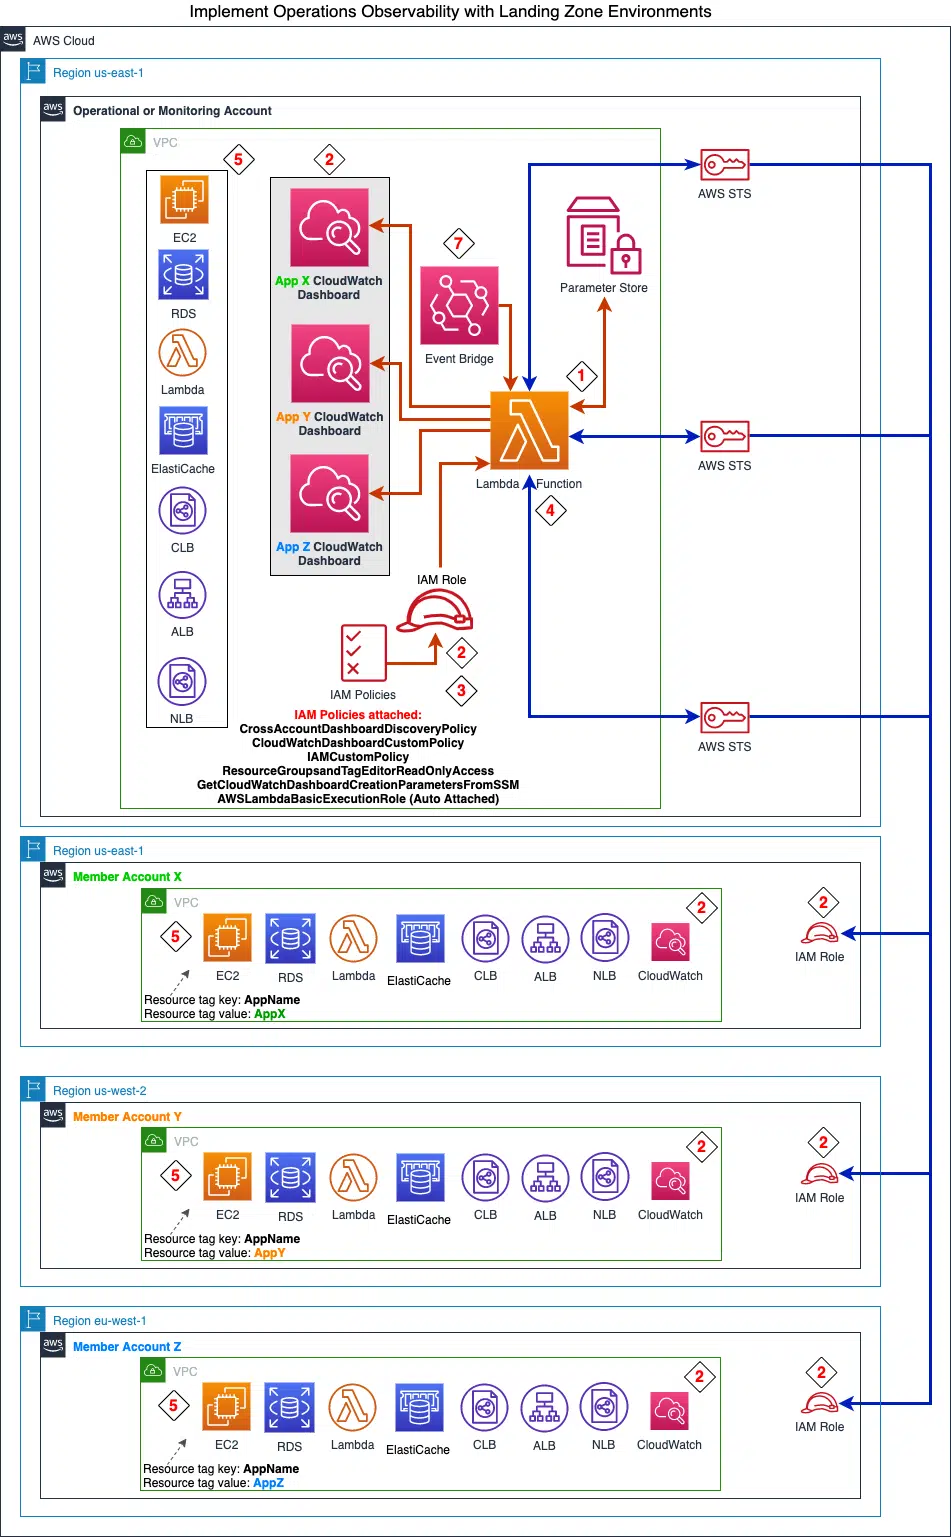 Implement Operations Observability with Landing Zone Environments
aws
AWS Cloud
Region us-east-1
aws
Operational or Monitoring Account
VPC
5
2
EC2
RDS
Lambda
ElastiCache
CLB
ALB
NLB
App X CloudWatch
Dashboard
App Y CloudWatch
Dashboard
App Z CloudWatch
Dashboard
7
Event Bridge
Parameter Store
1
Lambda Function
4
AWS STS
AWS STS
AWS STS
IAM Role
2
3
IAM Policies
IAM Policies attached:
CrossAccountDashboardDiscoveryPolicy
CloudWatchDashboardCustomPolicy
IAMCustomPolicy
ResourceGroupsandTagEditorReadOnlyAccess
GetCloudWatchDashboardCreationParametersFromSSM
AWSLambdaBasicExecutionRole (Auto Attached)
Region us-east-1
aws
Member Account X
VPC
5
EC2
RDS
Lambda
ElastiCache
CLB
ALB
NLB
2
CloudWatch
2
IAM Role
Resource tag key: AppName
Resource tag value: AppX
Region us-west-2
aws
Member Account Y
VPC
5
EC2
RDS
Lambda
ElastiCache
CLB
ALB
NLB
2
CloudWatch
2
IAM Role
Resource tag key: AppName
Resource tag value: AppY
Region eu-west-1
aws
Member Account Z
VPC
5
EC2
RDS
Lambda
ElastiCache
CLB
ALB
NLB
2
CloudWatch
2
IAM Role
Resource tag key: AppName
Resource tag value: AppZ